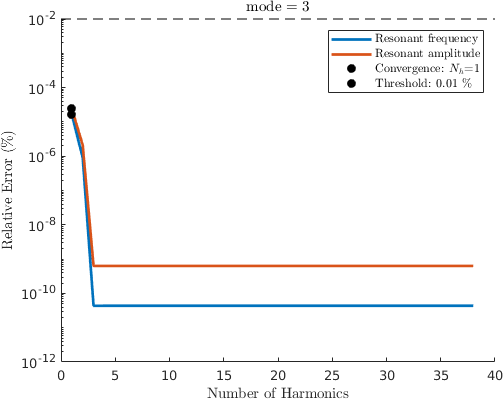 mode = 3
10^-2
10^-4
10^-6
10^-8
10^-10
10^-12
Relative Error (%)
Resonant frequency
Resonant amplitude
Convergence: N_h=1
Threshold: 0.01 %
0 5 10 15 20 25 30 35 40
Number of Harmonics